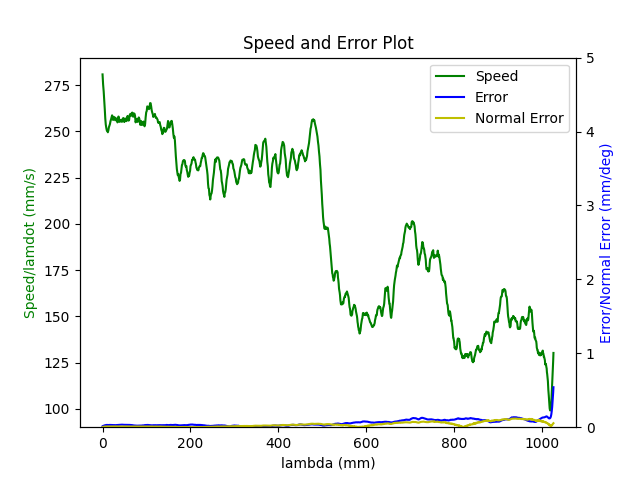 Speed and Error Plot
Speed/lamdot (mm/s)
275
250
225
200
175
150
125
100
0
200
400
600
800
1000
lambda (mm)
5
4
3
2
1
0
Error/Normal Error (mm/deg)
Speed
Error
Normal Error